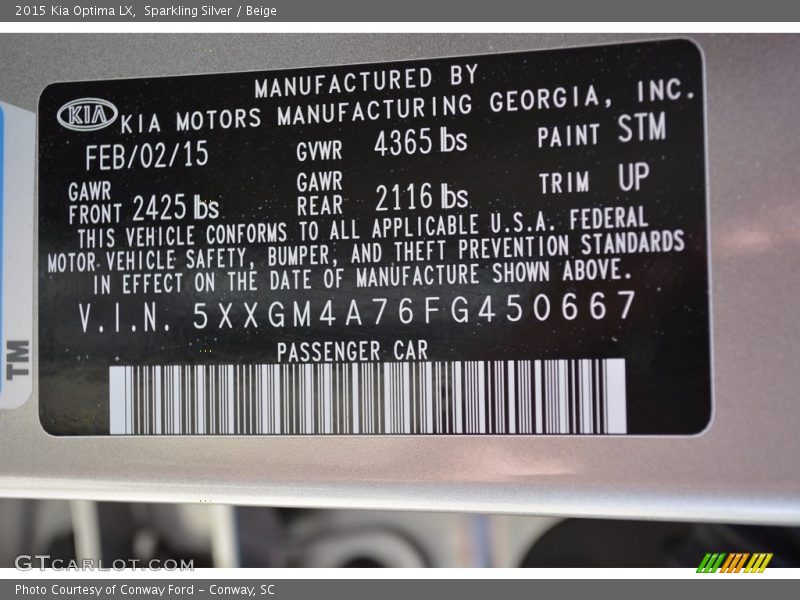 2015 Kia Optima LX, Sparkling Silver / Beige
MANUFACTURED BY
KIA KIA MOTORS MANUFACTURING GEORGIA, INC.
FEB/02/15 GVWR 4365 lbs PAINT STM
GAWR FRONT 2425 lbs GAWR REAR 2116 lbs TRIM UP
THIS VEHICLE CONFORMS TO ALL APPLICABLE U.S.A. FEDERAL
MOTOR VEHICLE SAFETY, BUMPER, AND THEFT PREVENTION STANDARDS
IN EFFECT ON THE DATE OF MANUFACTURE SHOWN ABOVE.
V.I.N. 5XXGM4A76FG450667
PASSENGER CAR
TM
GTCARLOT.COM
Photo Courtesy of Conway Ford – Conway, SC